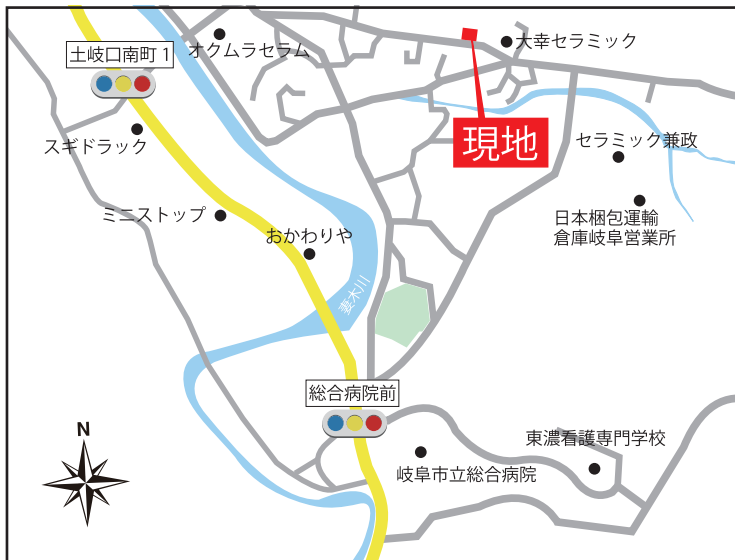 土岐口南町 1
オクムラセラム
大幸セラミック
現地
スギドラック
セラミック兼政
ミニストップ
おかわりや
日本梱包運輸
倉庫岐阜営業所
妻木川
総合病院前
東濃看護専門学校
岐阜市立総合病院
N